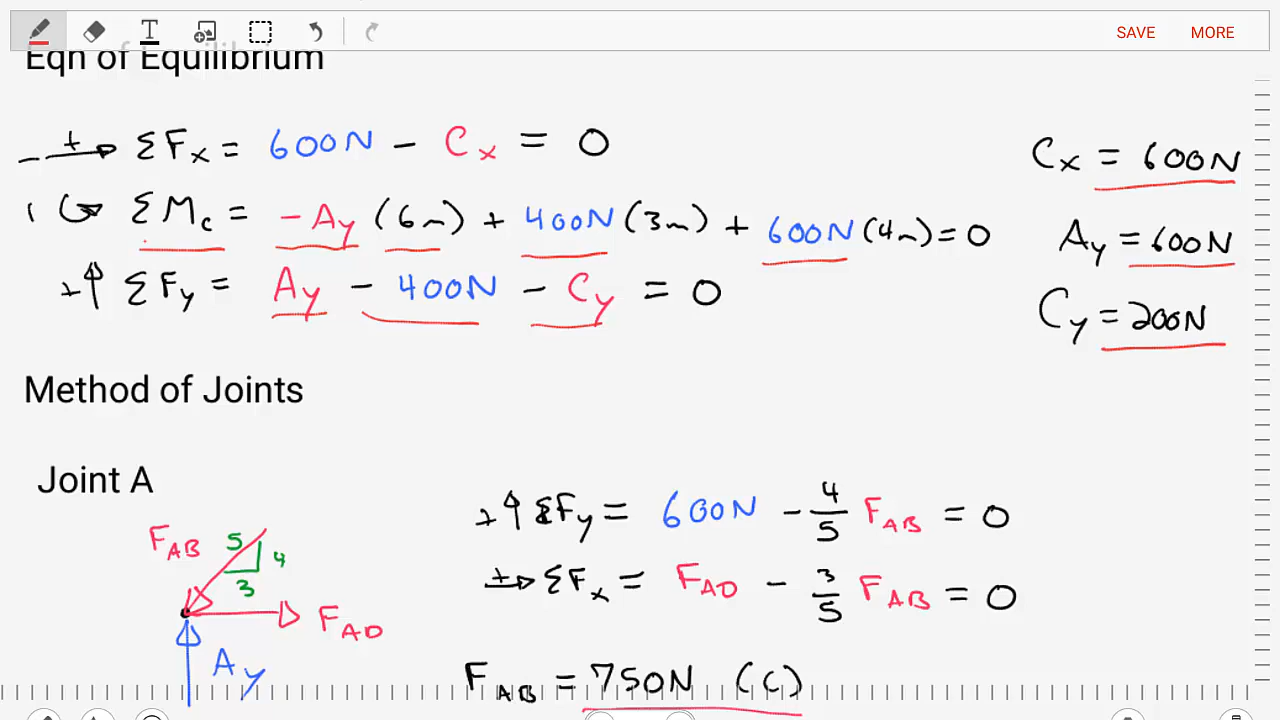 SAVE MORE
Eqn of Equilibrium
+→ ΣFx = 600N - Cx = 0
ΣMc = -Ay (6m) + 400N (3m) + 600N (4m) = 0
+↑ ΣFy = Ay - 400N - Cy = 0
Cx = 600N
Ay = 600N
Cy = 200N
Method of Joints
Joint A
FAB 5 4
3
FAD
Ay
+↑ ΣFy = 600N - 4/5 FAB = 0
+→ ΣFx = FAD - 3/5 FAB = 0
FAB = 750N (C)